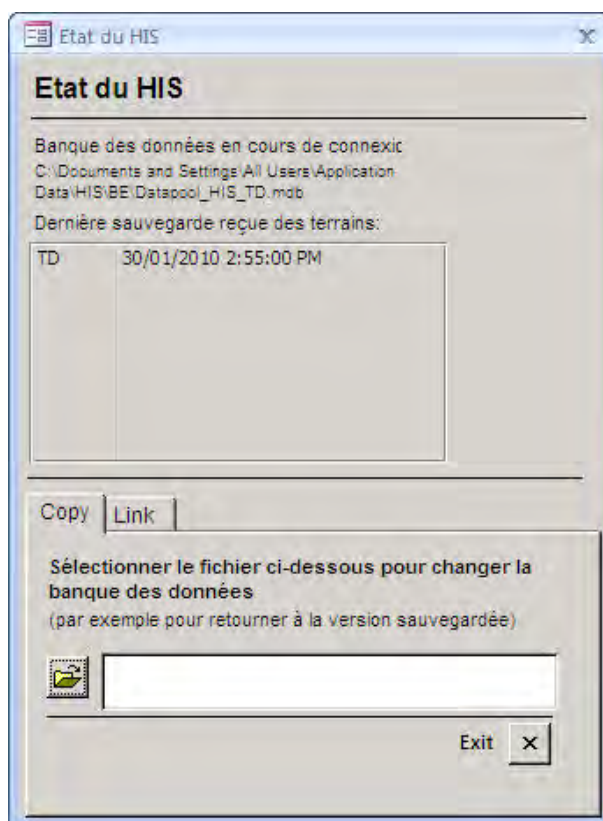 Etat du HIS
Etat du HIS
Banque des données en cours de connexic
C:\Documents and Settings\All Users\Application
Data\HIS\BE\Datapool_HIS_TD.mdb
Dernière sauvegarde reçue des terrains:
TD 30/01/2010 2:55:00 PM
Copy Link
Sélectionner le fichier ci-dessous pour changer la
banque des données
(par exemple pour retourner à la version sauvegardée)
Exit